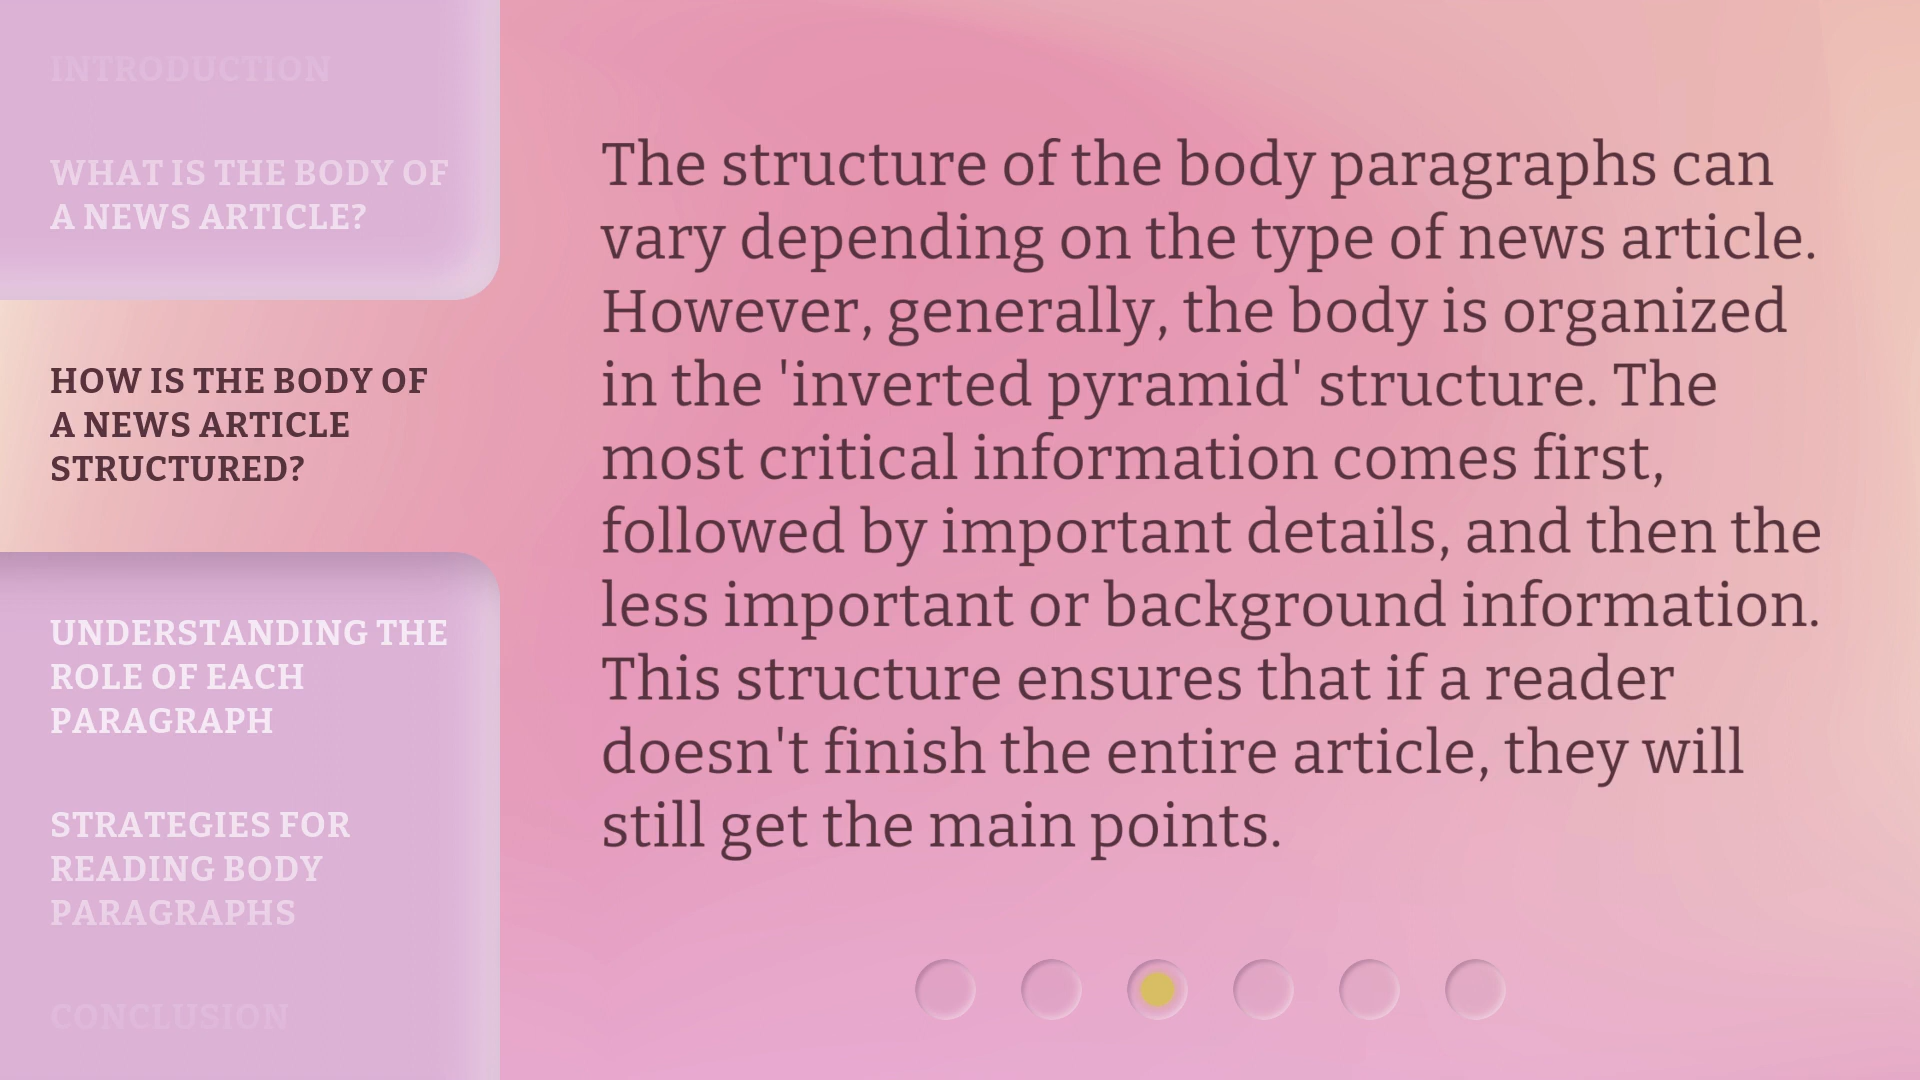 INTRODUCTION
WHAT IS THE BODY OF
A NEWS ARTICLE?
HOW IS THE BODY OF
A NEWS ARTICLE
STRUCTURED?
UNDERSTANDING THE
ROLE OF EACH
PARAGRAPH
STRATEGIES FOR
READING BODY
PARAGRAPHS
CONCLUSION
The structure of the body paragraphs can
vary depending on the type of news article.
However, generally, the body is organized
in the 'inverted pyramid' structure. The
most critical information comes first,
followed by important details, and then the
less important or background information.
This structure ensures that if a reader
doesn't finish the entire article, they will
still get the main points.